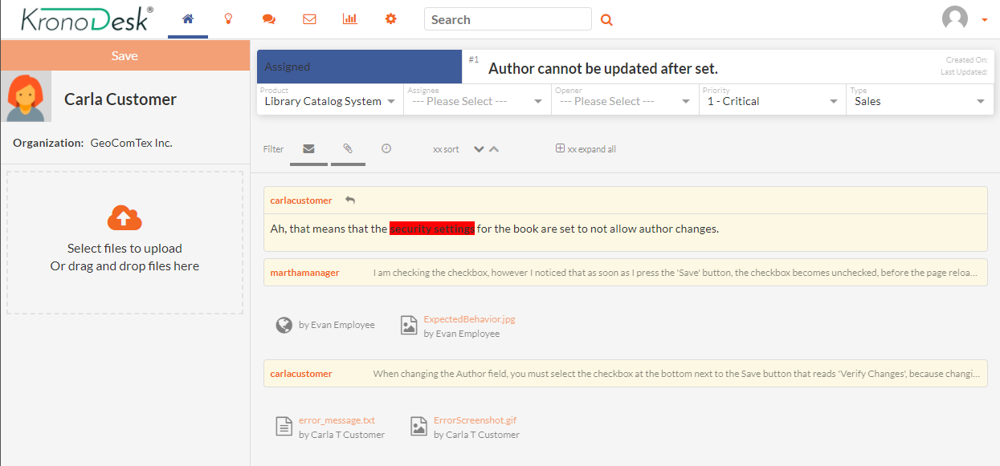 KronoDesk®
Search
Save
Carla Customer
Organization: GeoComTex Inc.
Select files to upload
Or drag and drop files here
Assigned
#1
Author cannot be updated after set.
Created On:
Last Updated:
Product
Library Catalog System
Assignee
--- Please Select ---
Opener
--- Please Select ---
Priority
1 - Critical
Type
Sales
Filter
xx sort
xx expand all
carlacustomer
Ah, that means that the security settings for the book are set to not allow author changes.
marthamanager
I am checking the checkbox, however I noticed that as soon as I press the 'Save' button, the checkbox becomes unchecked, before the page reloa...
by Evan Employee
ExpectedBehavior.jpg
by Evan Employee
carlacustomer
When changing the Author field, you must select the checkbox at the bottom next to the Save button that reads 'Verify Changes', because changi...
error_message.txt
by Carla T Customer
ErrorScreenshot.gif
by Carla T Customer